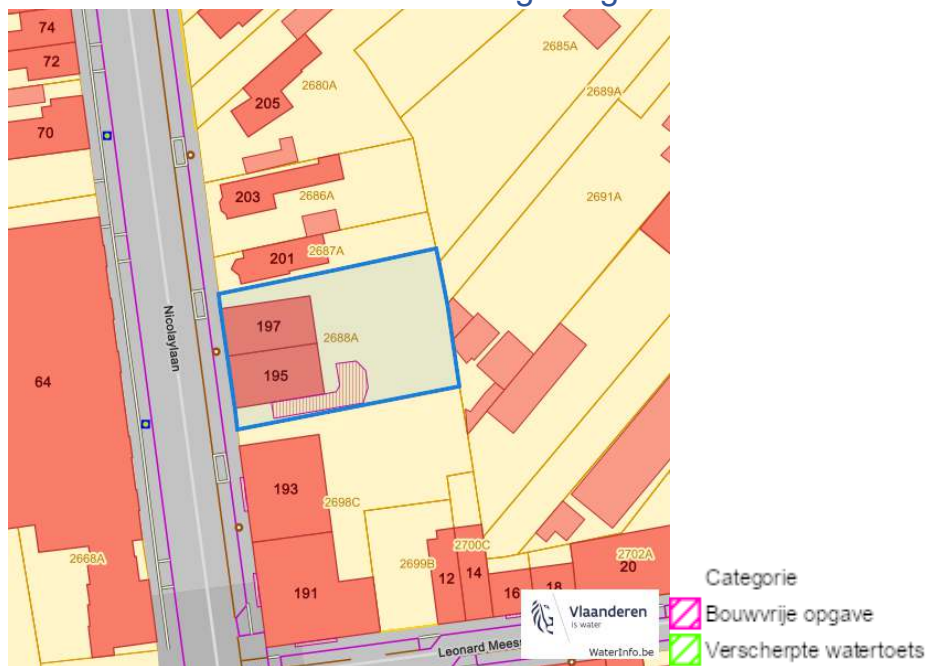 74
72
70
205
2680A
2685A
2689A
203
2686A
2691A
201
2687A
Nicolaylaan
197
2688A
195
64
193
2698C
2668A
191
2699B
2700C
12
14
16
18
2702A
20
Vlaanderen
is water
WaterInfo.be
Categorie
Bouwvrije opgave
Verscherpte watertoets